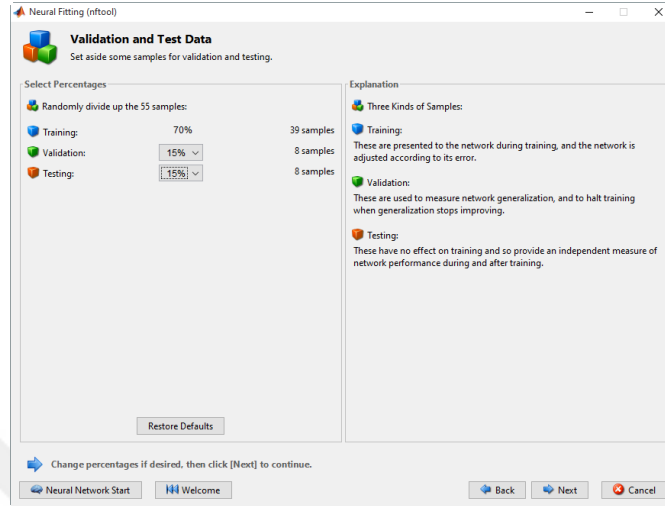 Neural Fitting (nftool)
Validation and Test Data
Set aside some samples for validation and testing.
Select Percentages
Randomly divide up the 55 samples:
Training: 70% 39 samples
Validation: 15% 8 samples
Testing: 15% 8 samples
Restore Defaults
Explanation
Three Kinds of Samples:
Training:
These are presented to the network during training, and the network is
adjusted according to its error.
Validation:
These are used to measure network generalization, and to halt training
when generalization stops improving.
Testing:
These have no effect on training and so provide an independent measure of
network performance during and after training.
Change percentages if desired, then click [Next] to continue.
Neural Network Start Welcome Back Next Cancel